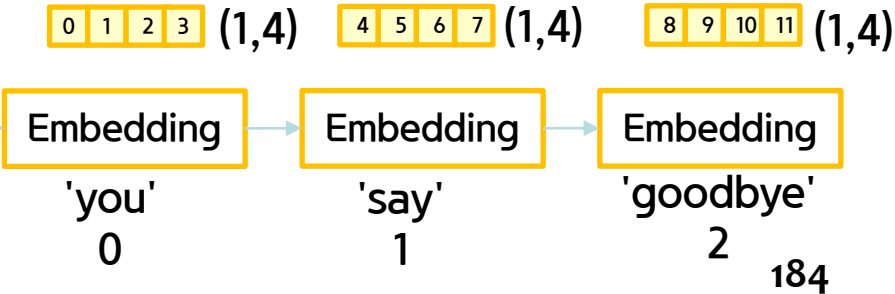 0 1 2 3 (1,4) 4 5 6 7 (1,4) 8 9 10 11 (1,4)
Embedding Embedding Embedding
'you' 'say' 'goodbye'
0 1 2
184